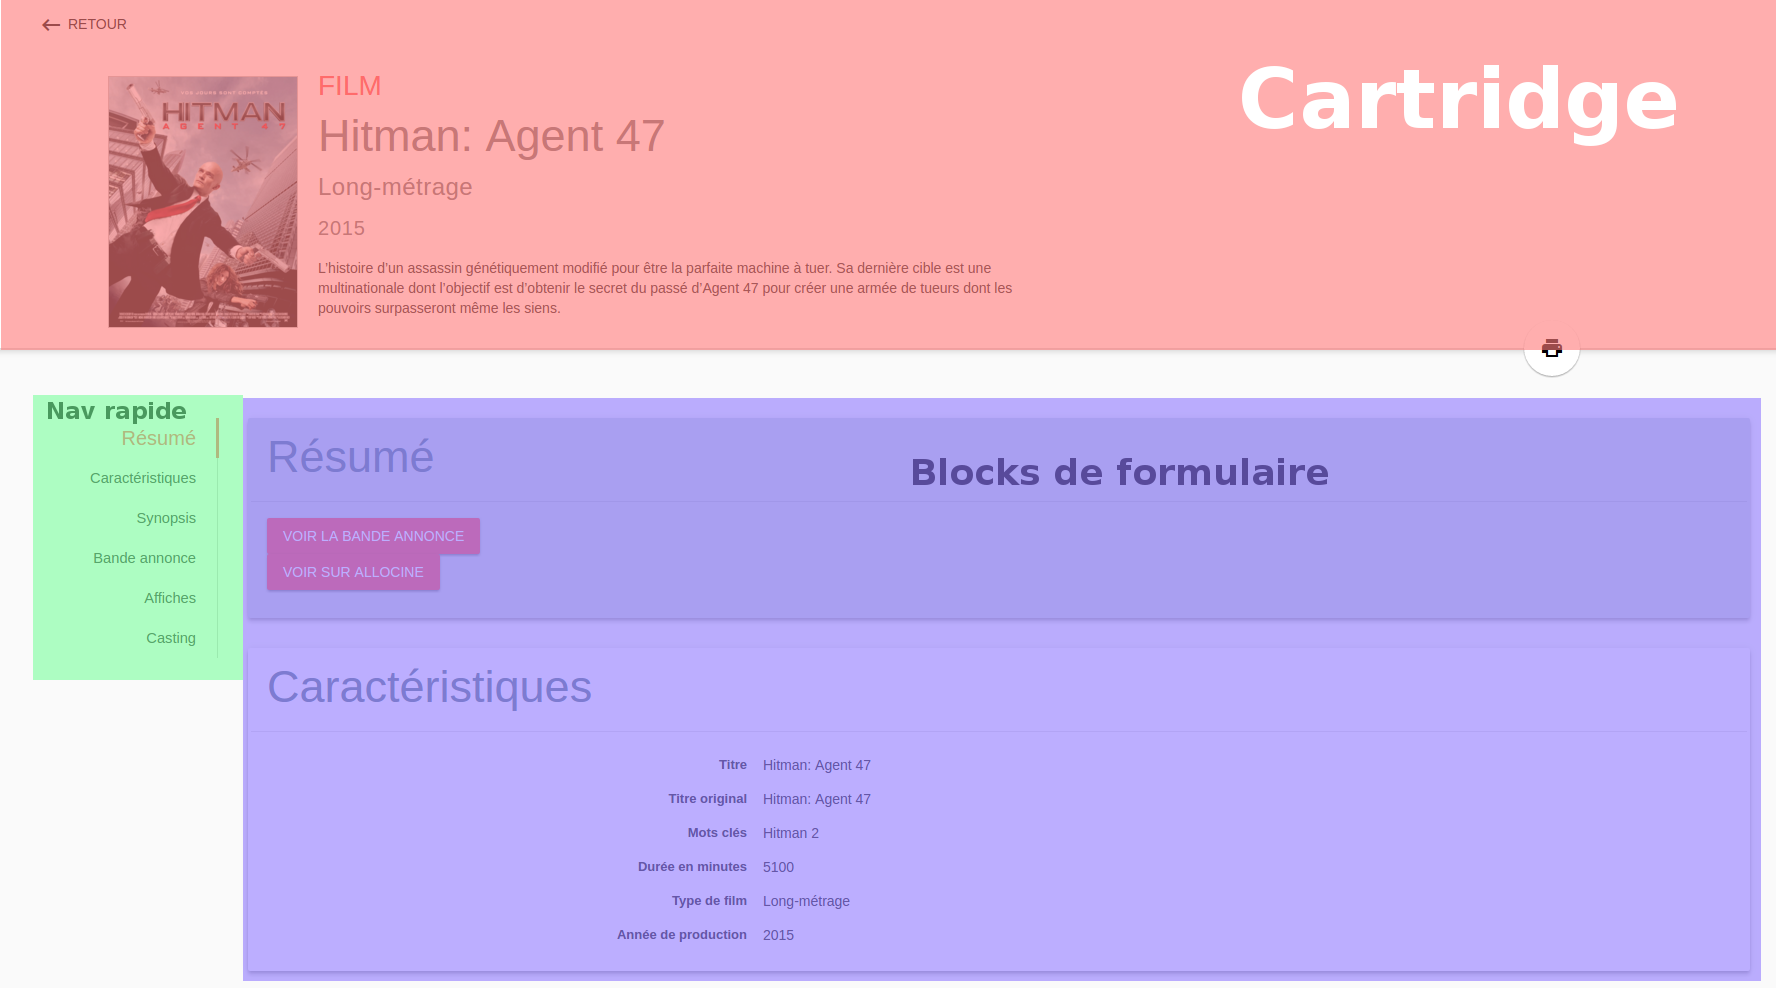 RETOUR
Cartridge
VOS JOURS SONT COMPTÉS
HITMAN
AGENT 47
FILM
Hitman: Agent 47
Long-métrage
2015
L'histoire d'un assassin génétiquement modifié pour être la parfaite machine à tuer. Sa dernière cible est une
multinationale dont l'objectif est d'obtenir le secret du passé d'Agent 47 pour créer une armée de tueurs dont les
pouvoirs surpasseront même les siens.
Nav rapide
Résumé
Caractéristiques
Synopsis
Bande annonce
Affiches
Casting
Résumé
Blocks de formulaire
VOIR LA BANDE ANNONCE
VOIR SUR ALLOCINE
Caractéristiques
Titre Hitman: Agent 47
Titre original Hitman: Agent 47
Mots clés Hitman 2
Durée en minutes 5100
Type de film Long-métrage
Année de production 2015